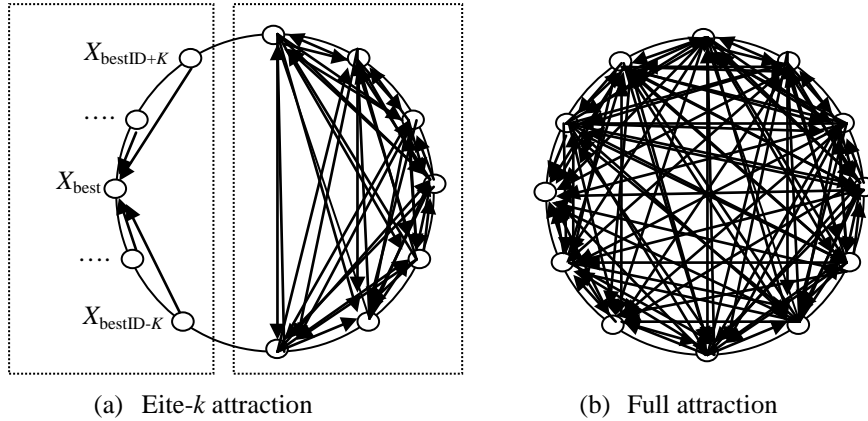 X_bestID+K
....
X_best
....
X_bestID-K
(a) Eite-k attraction
(b) Full attraction